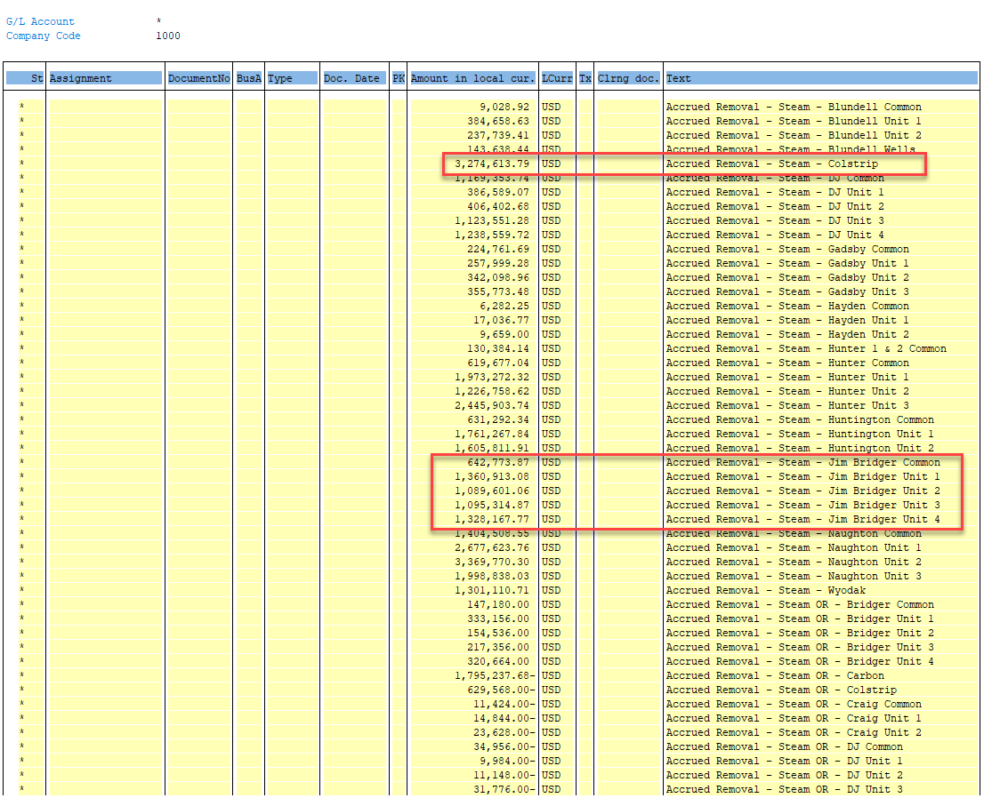 G/L Account *
Company Code 1000
St Assignment DocumentNo BusA Type Doc. Date PK Amount in local cur. LCurr Tx Clrng doc. Text
* 9,028.92 USD Accrued Removal - Steam - Blundell Common
* 384,658.63 USD Accrued Removal - Steam - Blundell Unit 1
* 237,739.41 USD Accrued Removal - Steam - Blundell Unit 2
* 143,638.44 USD Accrued Removal - Steam - Blundell Wells
* 3,274,613.79 USD Accrued Removal - Steam - Colstrip
* 1,169,353.74 USD Accrued Removal - Steam - DJ Common
* 386,589.07 USD Accrued Removal - Steam - DJ Unit 1
* 406,402.68 USD Accrued Removal - Steam - DJ Unit 2
* 1,123,551.28 USD Accrued Removal - Steam - DJ Unit 3
* 1,238,559.72 USD Accrued Removal - Steam - DJ Unit 4
* 224,761.69 USD Accrued Removal - Steam - Gadsby Common
* 257,999.28 USD Accrued Removal - Steam - Gadsby Unit 1
* 342,098.96 USD Accrued Removal - Steam - Gadsby Unit 2
* 355,773.48 USD Accrued Removal - Steam - Gadsby Unit 3
* 6,282.25 USD Accrued Removal - Steam - Hayden Common
* 17,036.77 USD Accrued Removal - Steam - Hayden Unit 1
* 9,659.00 USD Accrued Removal - Steam - Hayden Unit 2
* 130,384.14 USD Accrued Removal - Steam - Hunter 1 & 2 Common
* 619,677.04 USD Accrued Removal - Steam - Hunter Common
* 1,973,272.32 USD Accrued Removal - Steam - Hunter Unit 1
* 1,226,758.62 USD Accrued Removal - Steam - Hunter Unit 2
* 2,445,903.74 USD Accrued Removal - Steam - Hunter Unit 3
* 631,292.34 USD Accrued Removal - Steam - Huntington Common
* 1,761,267.84 USD Accrued Removal - Steam - Huntington Unit 1
* 1,605,811.91 USD Accrued Removal - Steam - Huntington Unit 2
* 642,773.87 USD Accrued Removal - Steam - Jim Bridger Common
* 1,360,913.08 USD Accrued Removal - Steam - Jim Bridger Unit 1
* 1,089,601.06 USD Accrued Removal - Steam - Jim Bridger Unit 2
* 1,095,314.87 USD Accrued Removal - Steam - Jim Bridger Unit 3
* 1,328,167.77 USD Accrued Removal - Steam - Jim Bridger Unit 4
* 1,404,508.55 USD Accrued Removal - Steam - Naughton Common
* 2,677,623.76 USD Accrued Removal - Steam - Naughton Unit 1
* 3,369,770.30 USD Accrued Removal - Steam - Naughton Unit 2
* 1,998,838.03 USD Accrued Removal - Steam - Naughton Unit 3
* 1,301,110.71 USD Accrued Removal - Steam - Wyodak
* 147,180.00 USD Accrued Removal - Steam OR - Bridger Common
* 333,156.00 USD Accrued Removal - Steam OR - Bridger Unit 1
* 154,536.00 USD Accrued Removal - Steam OR - Bridger Unit 2
* 217,356.00 USD Accrued Removal - Steam OR - Bridger Unit 3
* 320,664.00 USD Accrued Removal - Steam OR - Bridger Unit 4
* 1,795,237.68- USD Accrued Removal - Steam OR - Carbon
* 629,568.00- USD Accrued Removal - Steam OR - Colstrip
* 11,424.00- USD Accrued Removal - Steam OR - Craig Common
* 14,844.00- USD Accrued Removal - Steam OR - Craig Unit 1
* 23,628.00- USD Accrued Removal - Steam OR - Craig Unit 2
* 34,956.00- USD Accrued Removal - Steam OR - DJ Common
* 9,984.00- USD Accrued Removal - Steam OR - DJ Unit 1
* 11,148.00- USD Accrued Removal - Steam OR - DJ Unit 2
* 31,776.00- USD Accrued Removal - Steam OR - DJ Unit 3